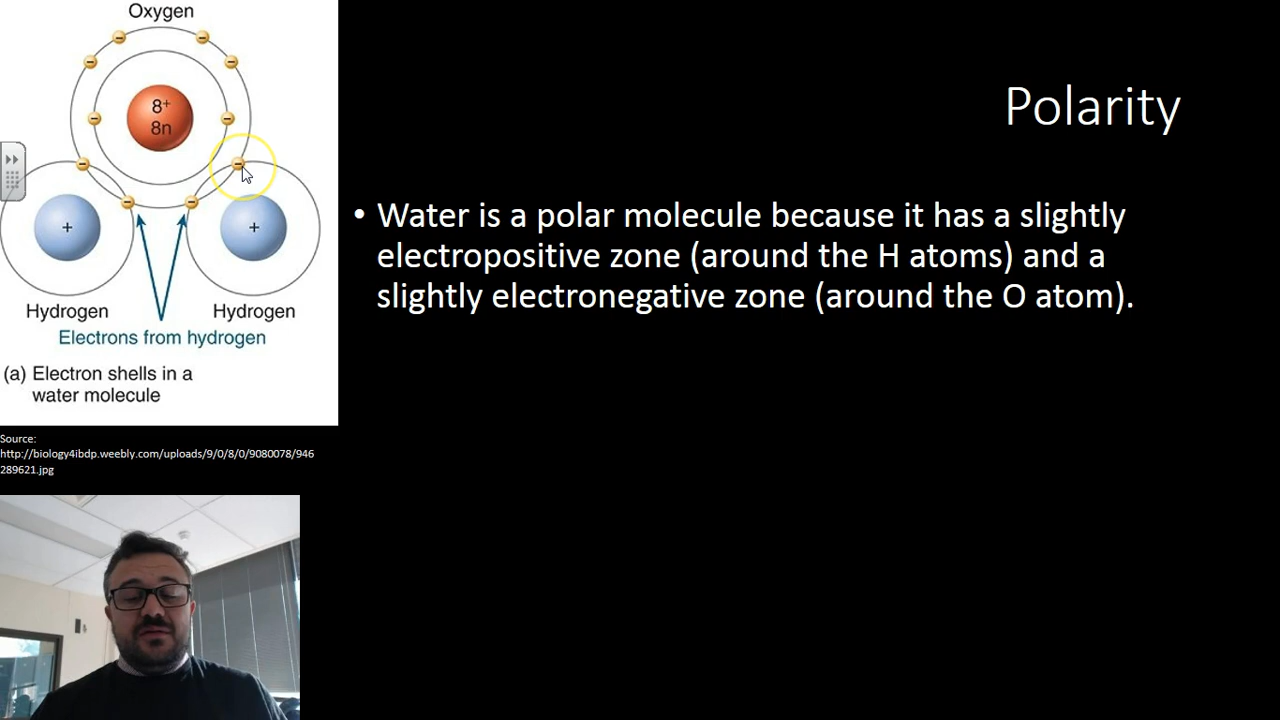 Oxygen
8+
8n
+
+
Hydrogen
Hydrogen
Electrons from hydrogen
(a) Electron shells in a
water molecule
Source:
http://biology4ibdp.weebly.com/uploads/9/0/8/0/9080078/946
289621.jpg
Polarity
• Water is a polar molecule because it has a slightly
electropositive zone (around the H atoms) and a
slightly electronegative zone (around the O atom).